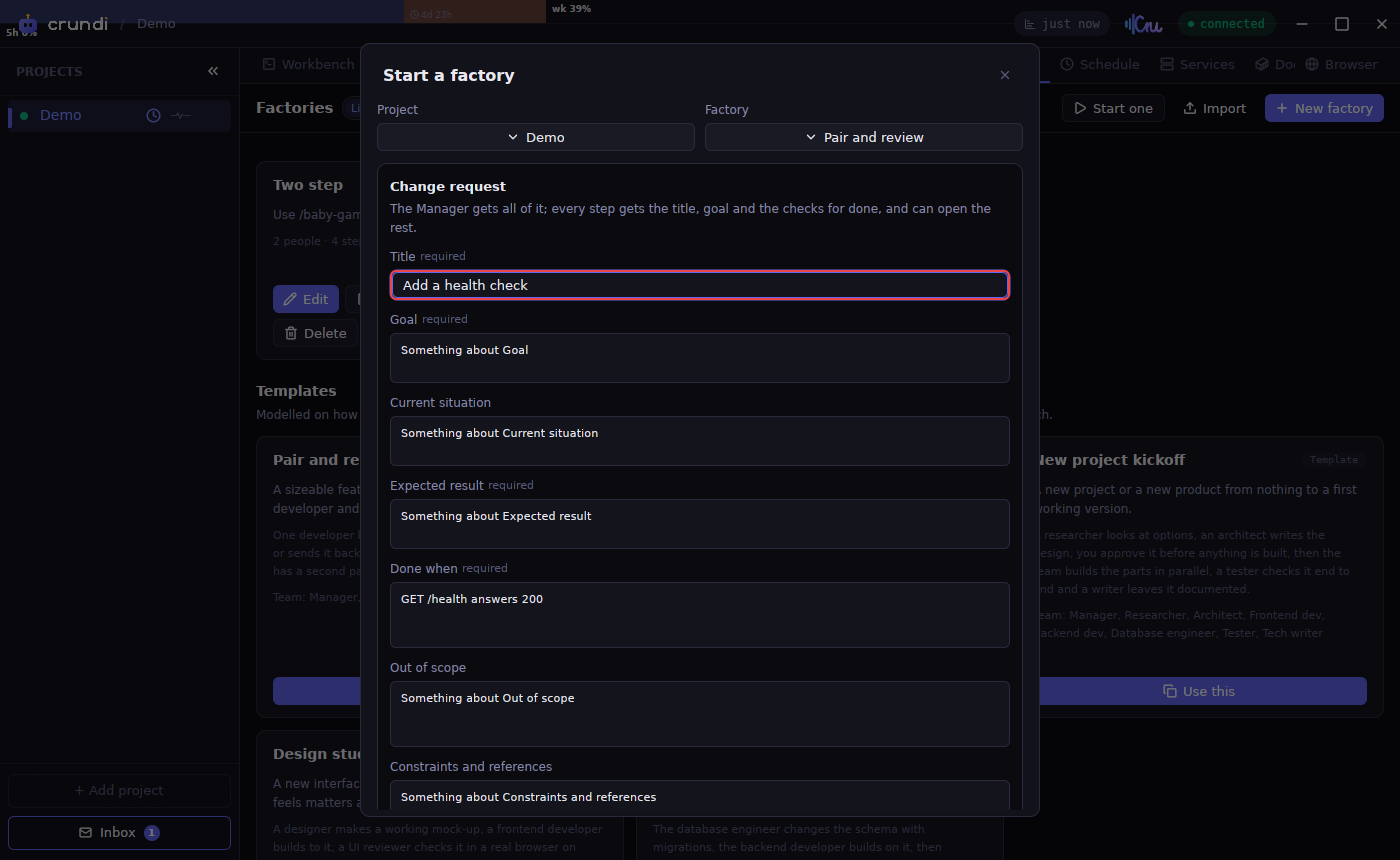 4d 23h
wk 39%
5h 0%
crundi / Demo
just now
Cru
connected
PROJECTS
Demo
+ Add project
Inbox 1
Workbench
Schedule
Services
Browser
Factories
Start one
Import
+ New factory
Two step
2 people · 4
Edit
Delete
Templates
Modelled on how
Start a factory
Project
Demo
Factory
Pair and review
Change request
The Manager gets all of it; every step gets the title, goal and the checks for done, and can open the
rest.
Title required
Add a health check
Goal required
Something about Goal
Current situation
Something about Current situation
Expected result required
Something about Expected result
Done when required
GET /health answers 200
Out of scope
Something about Out of scope
Constraints and references
Something about Constraints and references
Pair and re
A sizeable feat
developer and
One developer
or sends it back
has a second pa
Team: Manager,
New project kickoff
Template
new project or a new product from nothing to a first
working version.
researcher looks at options, an architect writes the
design, you approve it before anything is built, then the
team builds the parts in parallel, a tester checks it end to
end and a writer leaves it documented.
Team: Manager, Researcher, Architect, Frontend dev,
Backend dev, Database engineer, Tester, Tech writer
Use this
Design stu
A new interfac
feels matters a
A designer makes a working mock-up, a frontend developer
builds to it, a UI reviewer checks it in a real browser on
The database engineer changes the schema with
migrations, the backend developer builds on it, then